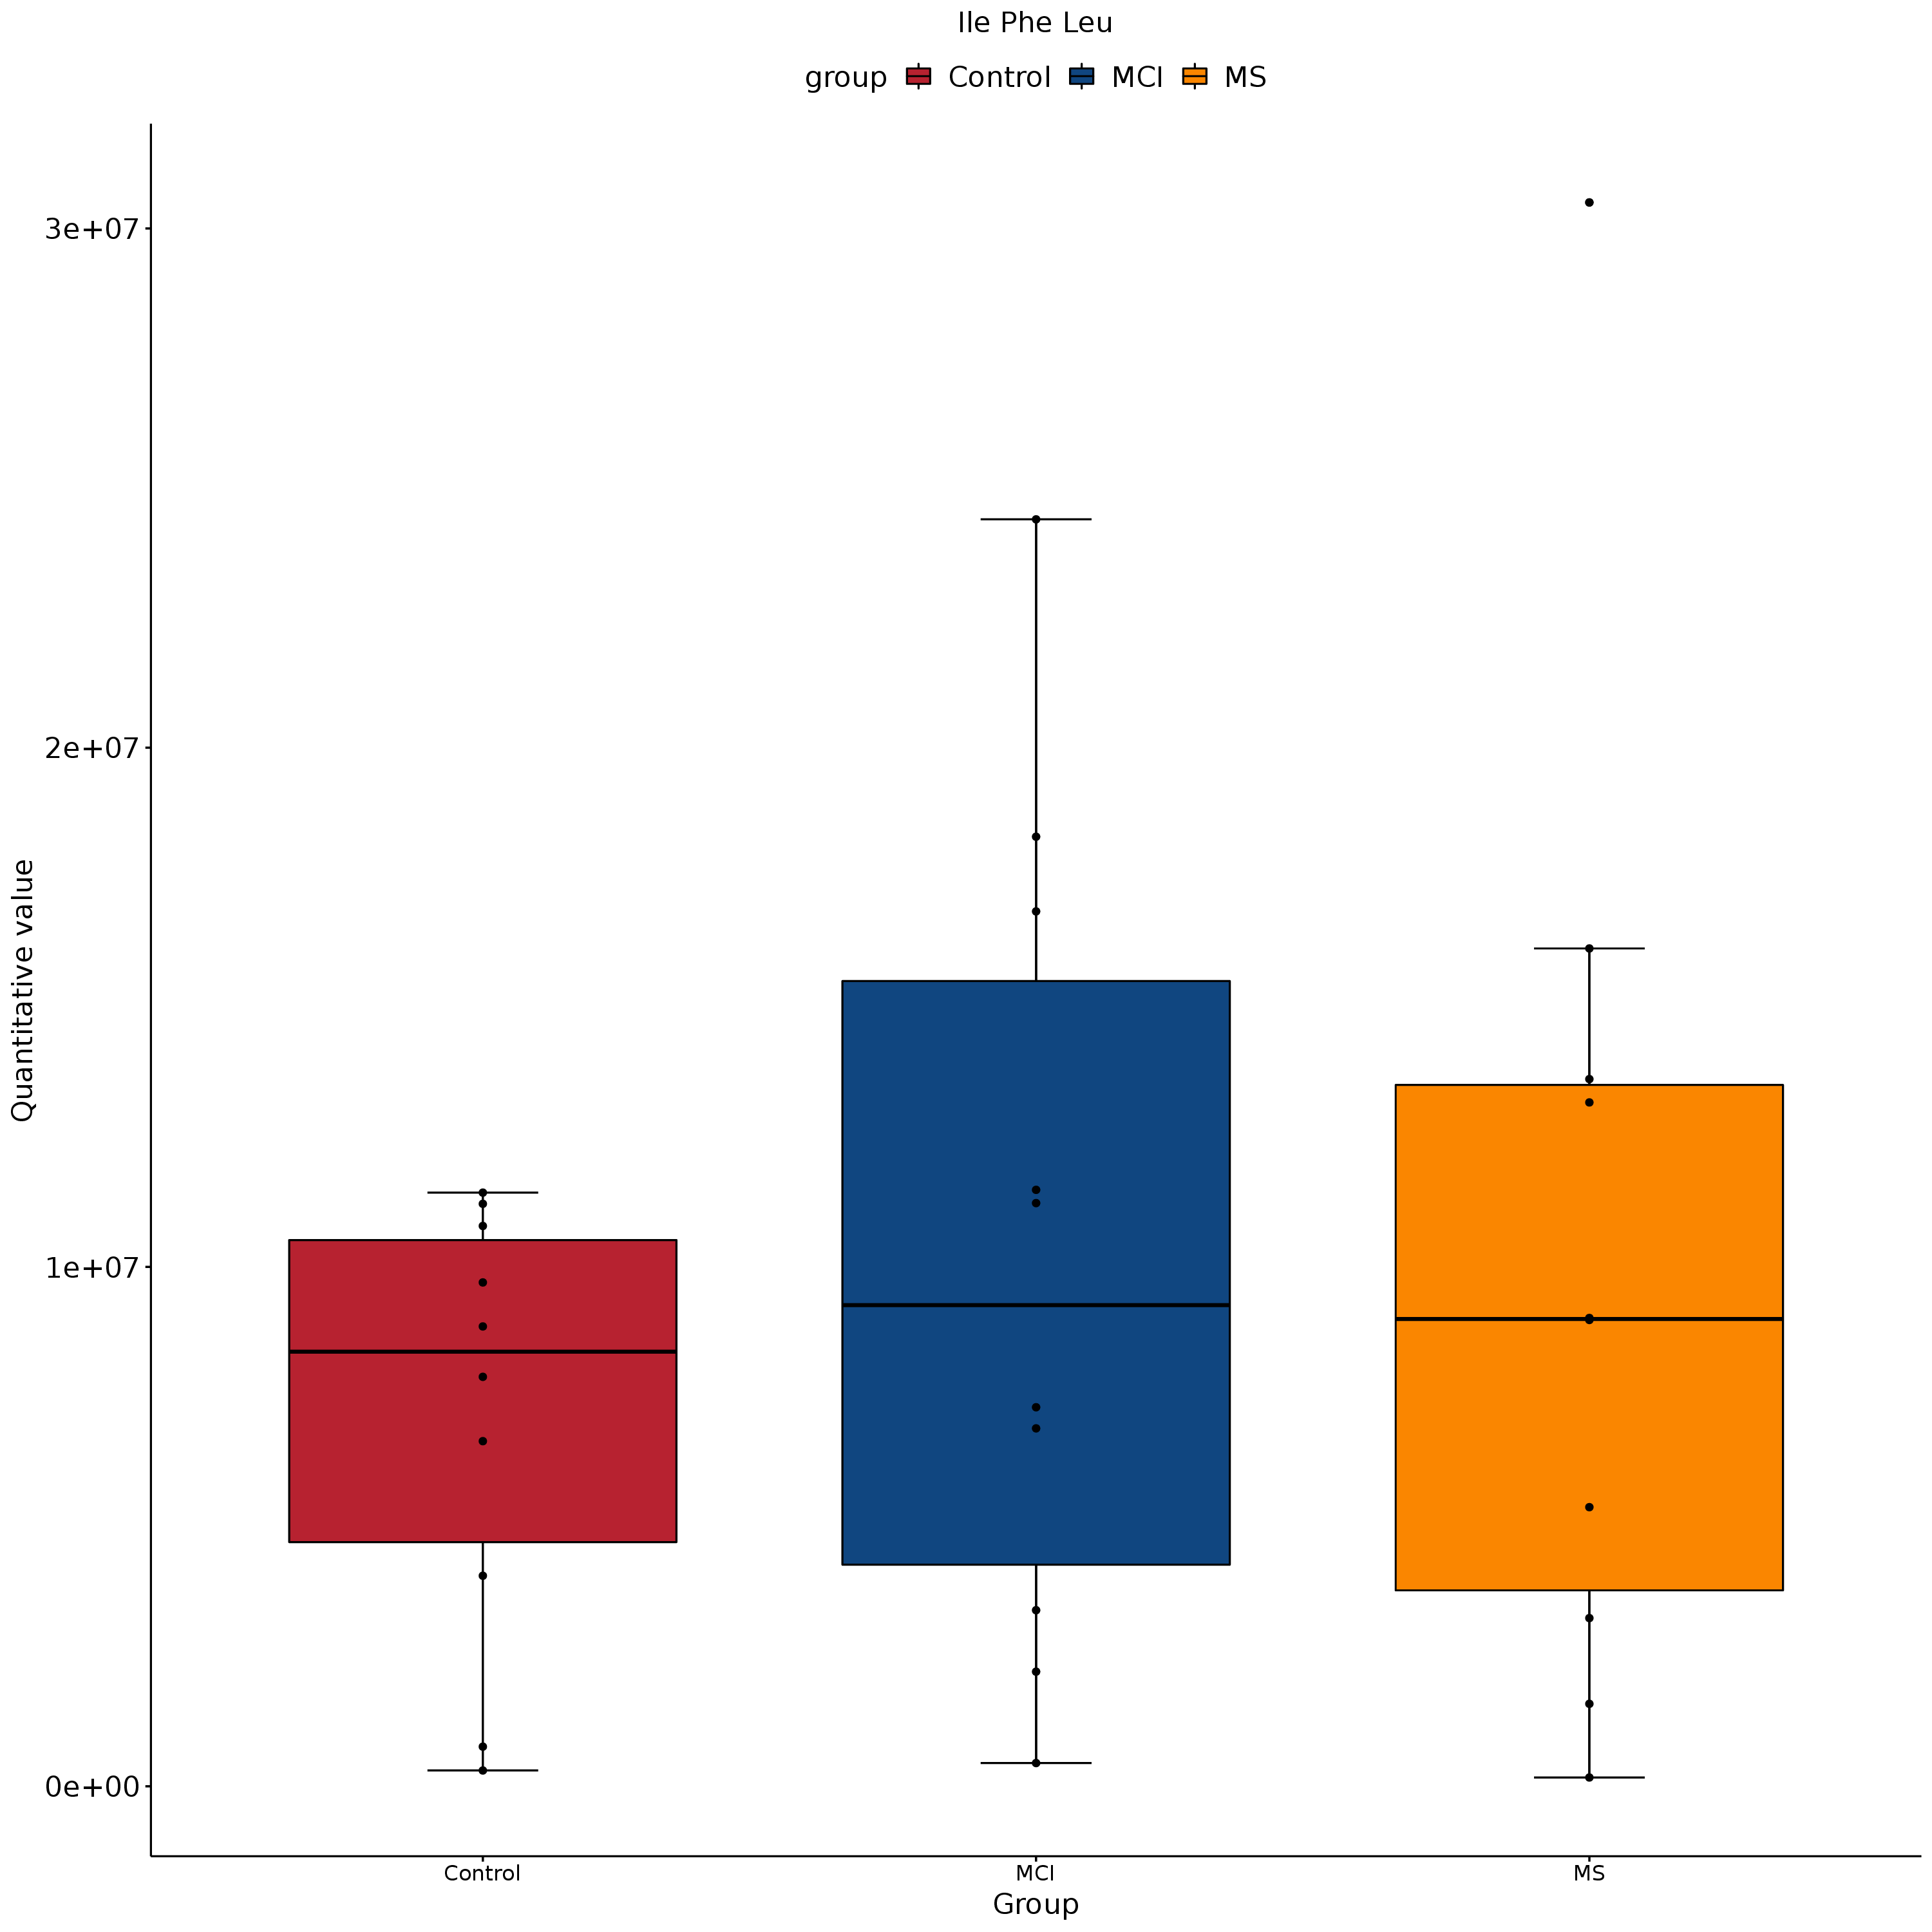 Ile Phe Leu
group Control MCI MS
3e+07
2e+07
1e+07
0e+00
Quantitative value
Control MCI MS
Group